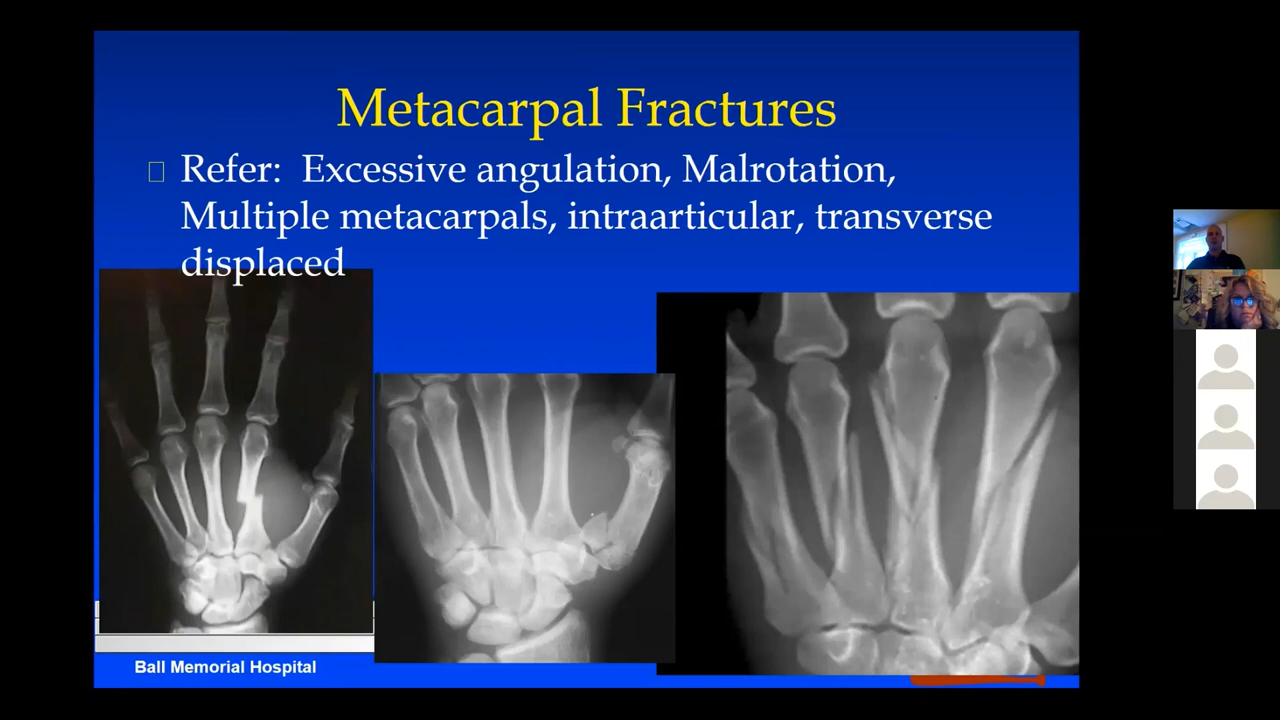 Metacarpal Fractures
Refer: Excessive angulation, Malrotation,
Multiple metacarpals, intraarticular, transverse
displaced
Ball Memorial Hospital